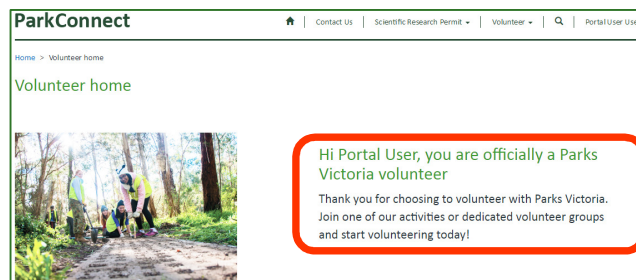 ParkConnect
Contact Us | Scientific Research Permit | Volunteer | Portal User Use
Home > Volunteer home
Volunteer home
Hi Portal User, you are officially a Parks
Victoria volunteer
Thank you for choosing to volunteer with Parks Victoria.
Join one of our activities or dedicated volunteer groups
and start volunteering today!